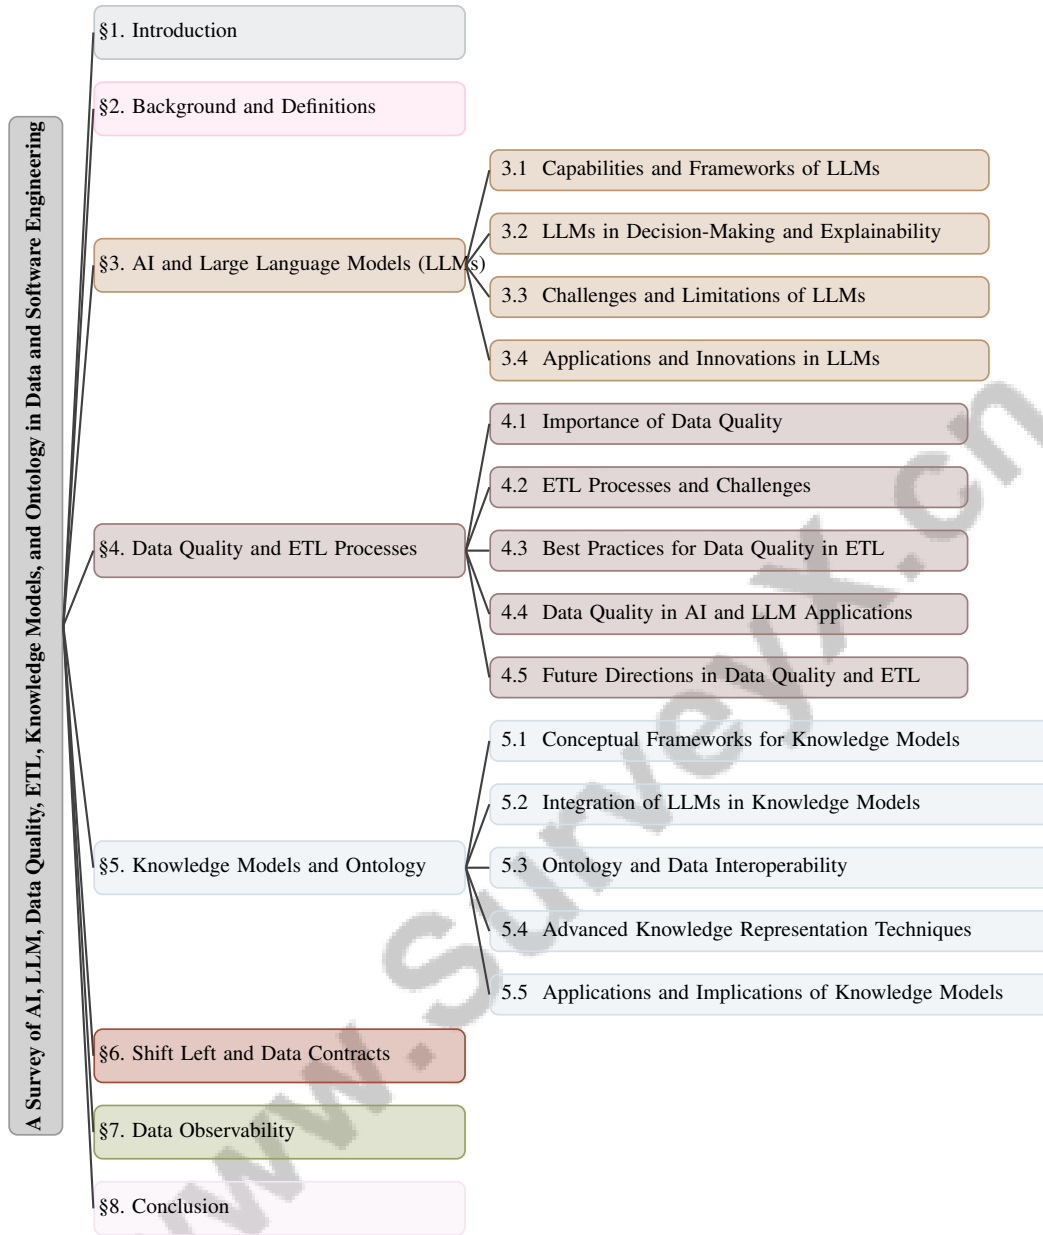 A Survey of AI, LLM, Data Quality, ETL, Knowledge Models, and Ontology in Data and Software Engineering
§1. Introduction
§2. Background and Definitions
§3. AI and Large Language Models (LLMs)
3.1 Capabilities and Frameworks of LLMs
3.2 LLMs in Decision-Making and Explainability
3.3 Challenges and Limitations of LLMs
3.4 Applications and Innovations in LLMs
§4. Data Quality and ETL Processes
4.1 Importance of Data Quality
4.2 ETL Processes and Challenges
4.3 Best Practices for Data Quality in ETL
4.4 Data Quality in AI and LLM Applications
4.5 Future Directions in Data Quality and ETL
§5. Knowledge Models and Ontology
5.1 Conceptual Frameworks for Knowledge Models
5.2 Integration of LLMs in Knowledge Models
5.3 Ontology and Data Interoperability
5.4 Advanced Knowledge Representation Techniques
5.5 Applications and Implications of Knowledge Models
§6. Shift Left and Data Contracts
§7. Data Observability
§8. Conclusion
www.SurveyX.cn